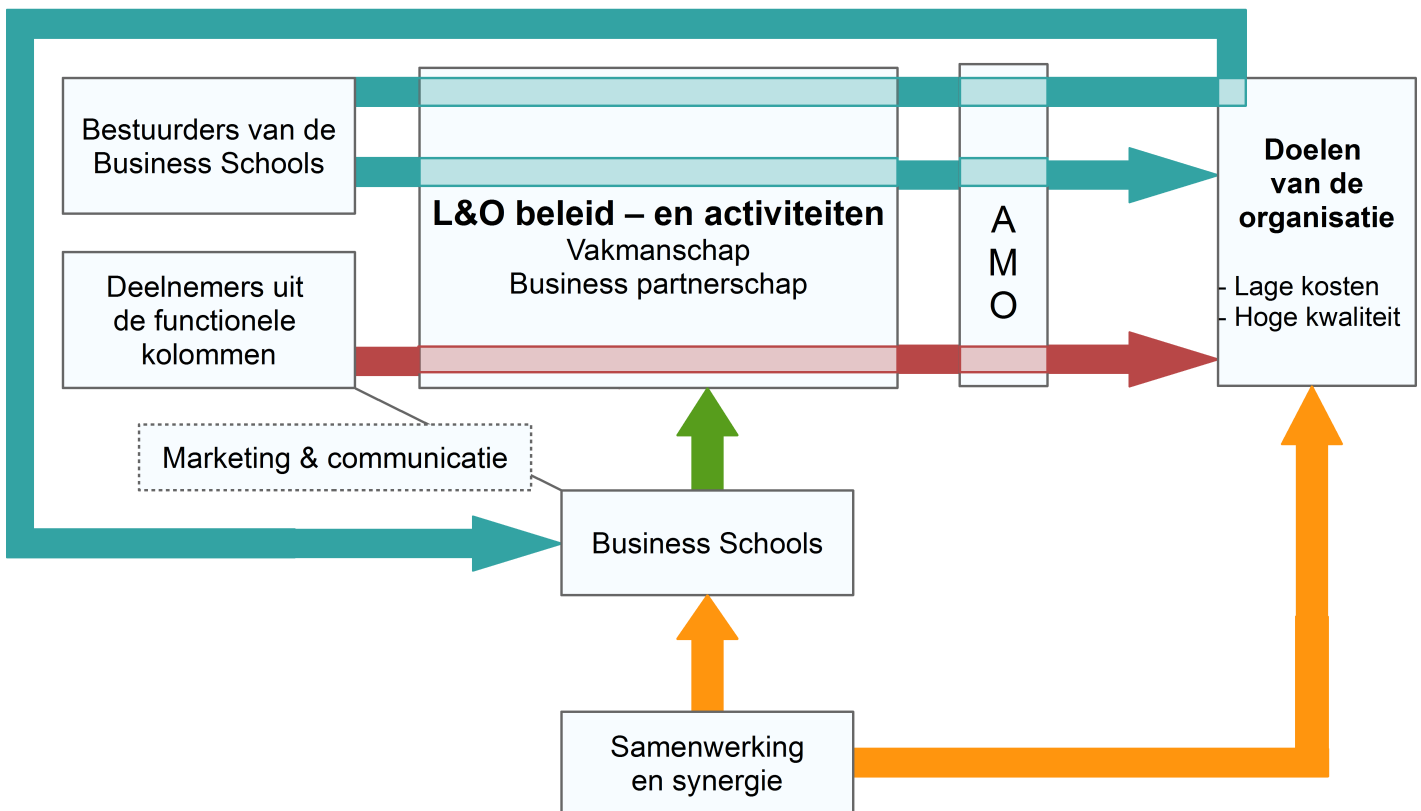 Bestuurders van de
Business Schools
Deelnemers uit
de functionele
kolommen
L&O beleid – en activiteiten
Vakmanschap
Business partnerschap
A
M
O
Doelen
van de
organisatie
- Lage kosten
- Hoge kwaliteit
Marketing & communicatie
Business Schools
Samenwerking
en synergie